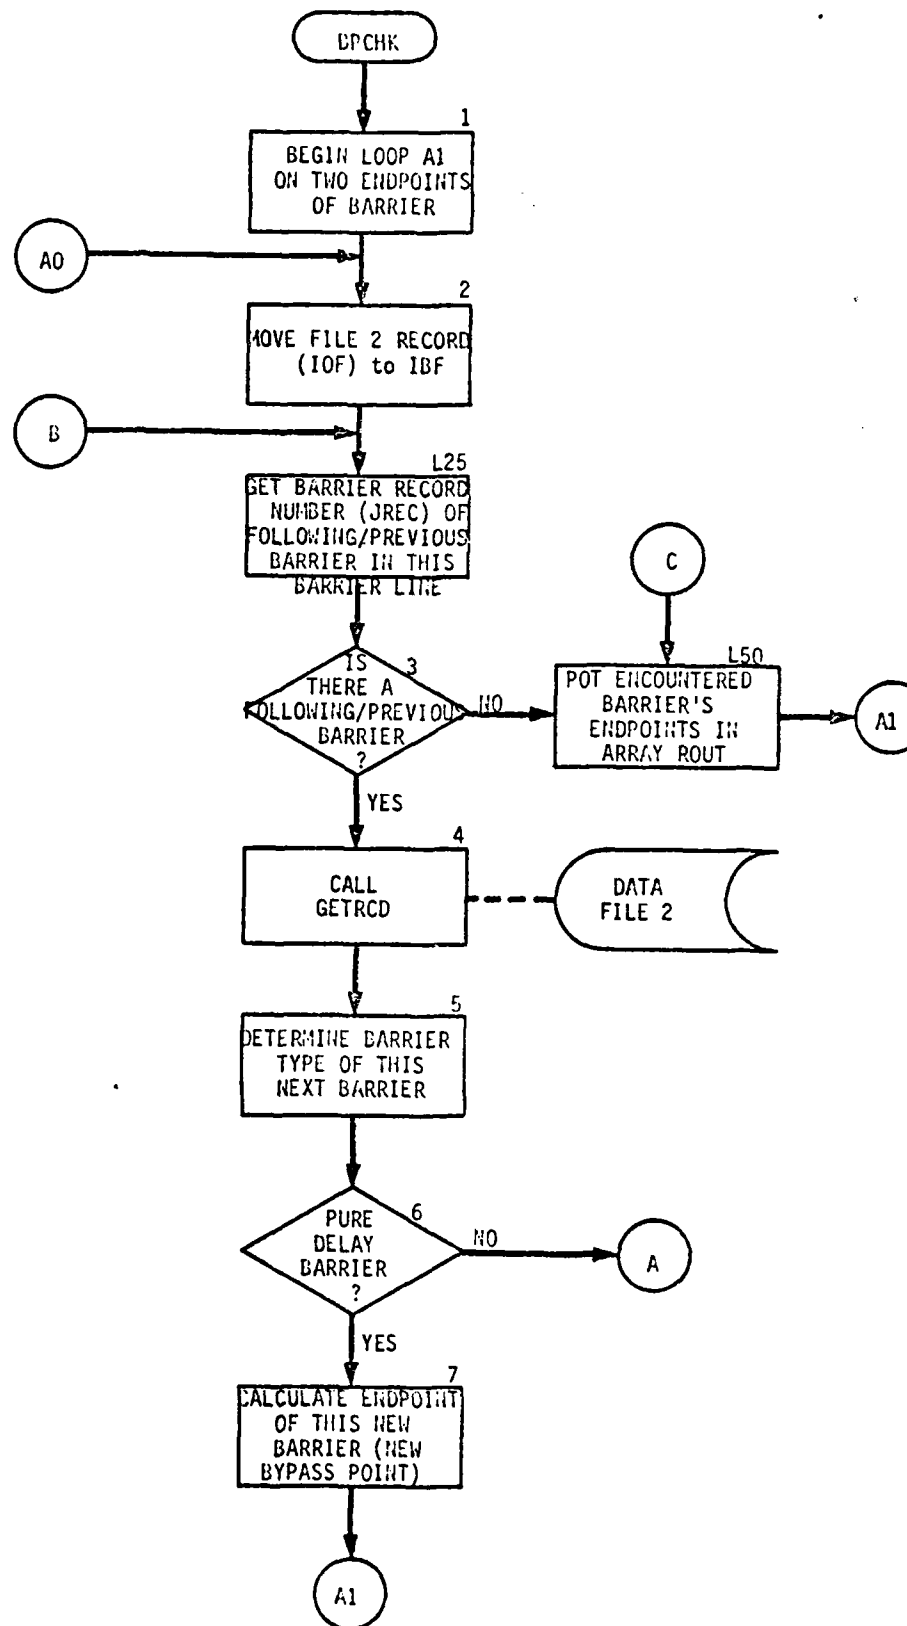 BPCHK
1
BEGIN LOOP A1
ON TWO ENDPOINTS
OF BARRIER
A0
2
MOVE FILE 2 RECORD
(IOF) to IBF
B
L25
GET BARRIER RECORD
NUMBER (JREC) OF
FOLLOWING/PREVIOUS
BARRIER IN THIS
BARRIER LINE
C
3
IS
THERE A
FOLLOWING/PREVIOUS
BARRIER
?
NO
L50
POT ENCOUNTERED
BARRIER'S
ENDPOINTS IN
ARRAY ROUT
A1
YES
4
CALL
GETRCD
DATA
FILE 2
5
DETERMINE BARRIER
TYPE OF THIS
NEXT BARRIER
6
PURE
DELAY
BARRIER
?
NO
A
YES
7
CALCULATE ENDPOINT
OF THIS NEW
BARRIER (NEW
BYPASS POINT)
A1